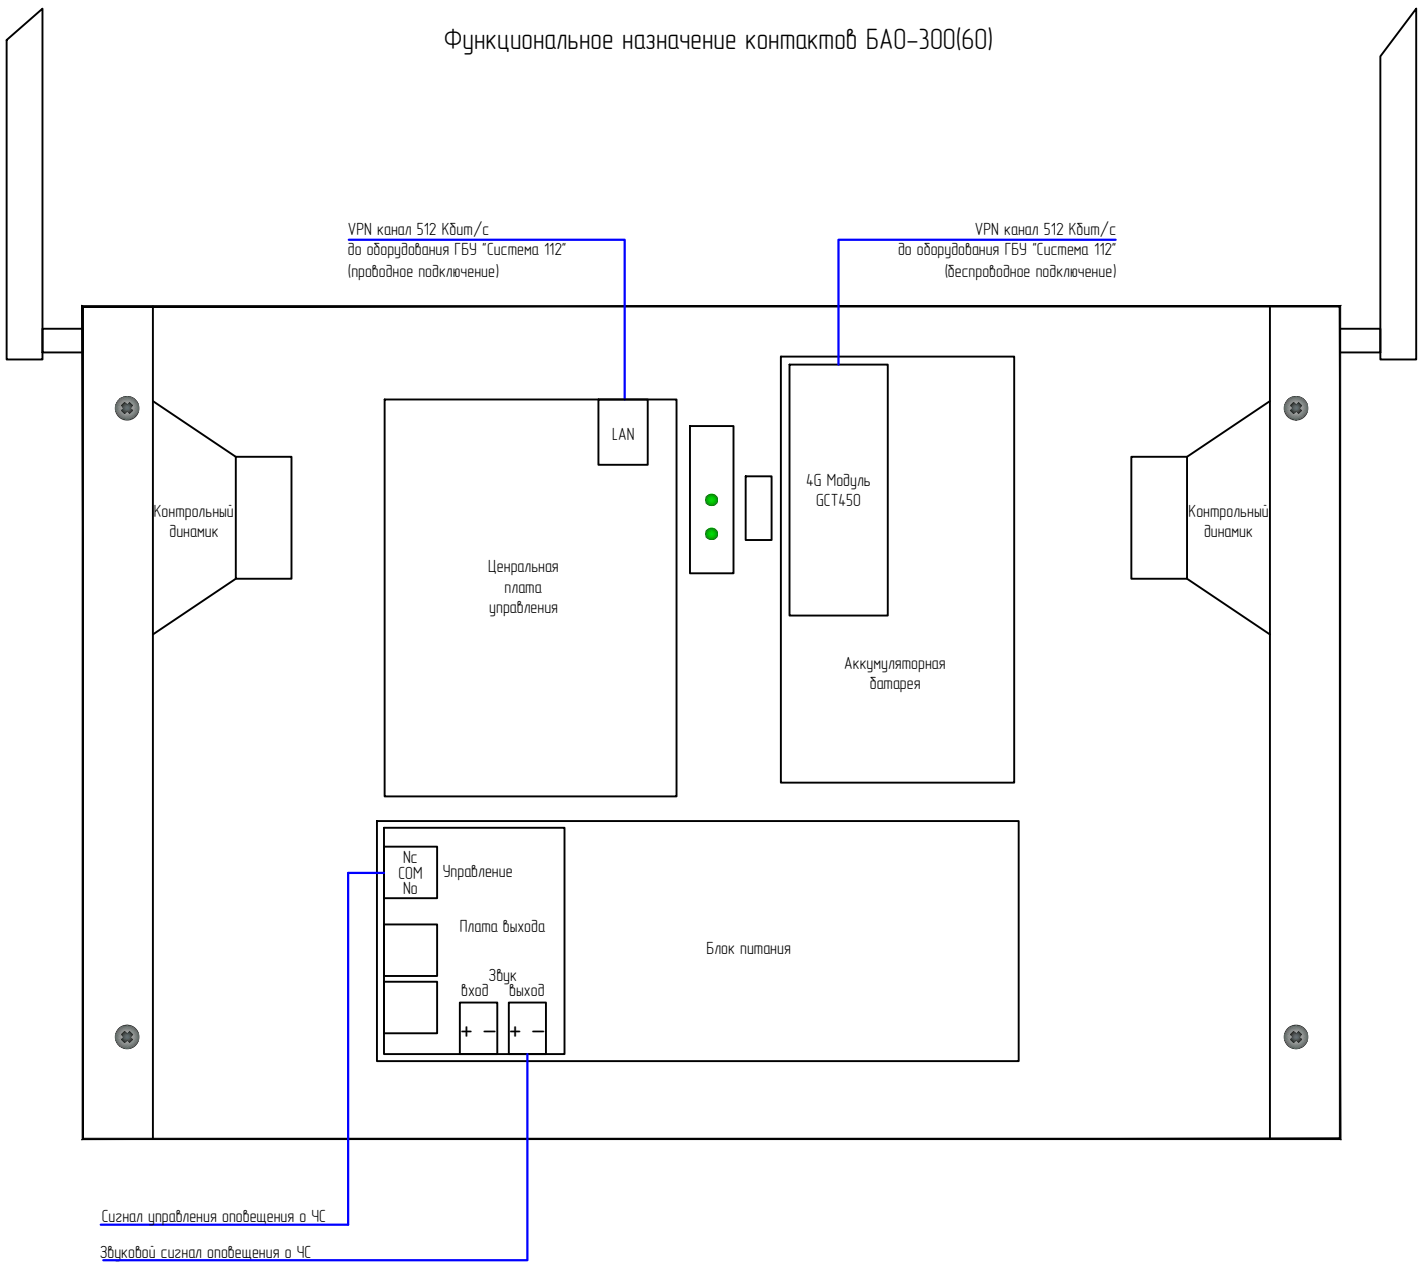 Функциональное назначение контактов БАО-300(60)
VPN канал 512 Кбит/с
до оборудования ГБУ "Система 112"
(проводное подключение)
VPN канал 512 Кбит/с
до оборудования ГБУ "Система 112"
(беспроводное подключение)
LAN
4G Модуль
GCT450
Контрольный
динамик
Контрольный
динамик
Ценральная
плата
управления
Аккумуляторная
батарея
Nc
COM
No
Управление
Плата выхода
Блок питания
Звук
вход
выход
+ −
+ −
Сигнал управления оповещения о ЧС
Звуковой сигнал оповещения о ЧС